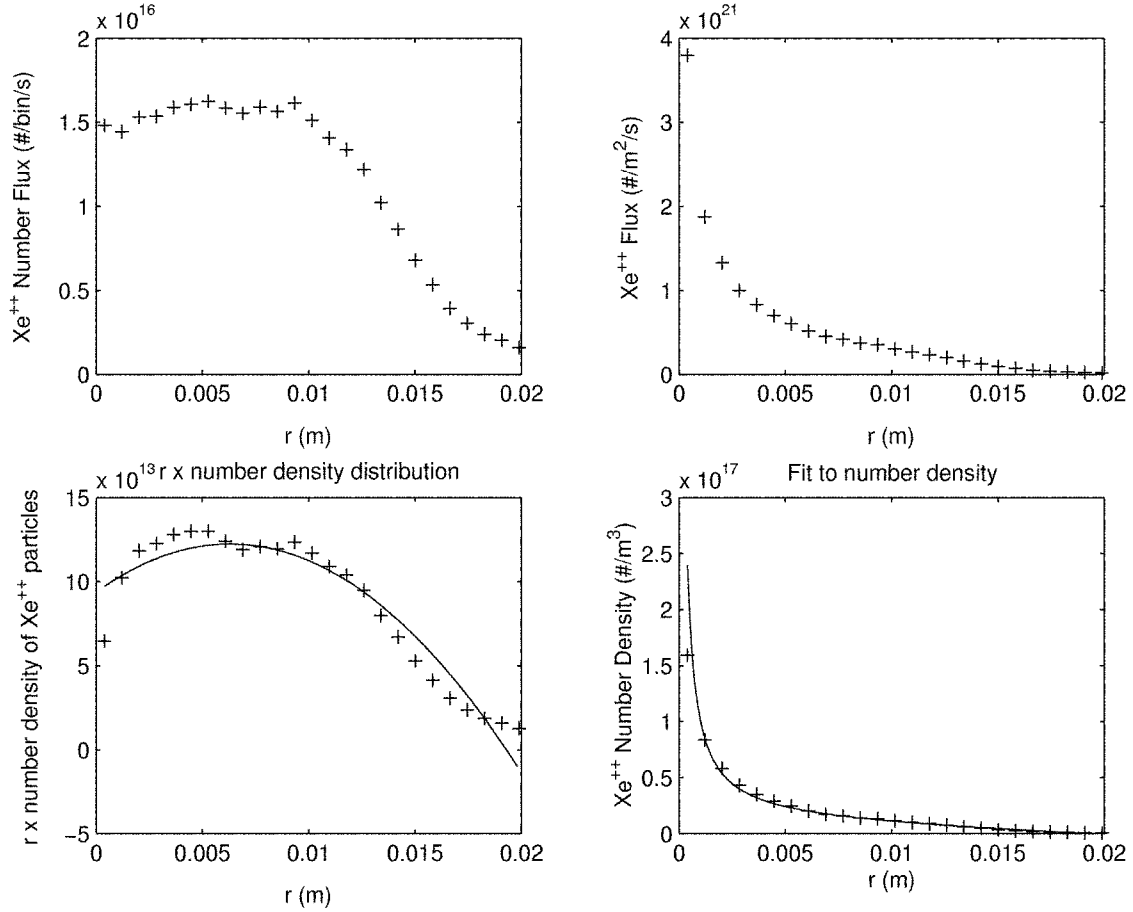 x 10^16
2
1.5
1
0.5
0
0 0.005 0.01 0.015 0.02
r (m)
Xe^++ Number Flux (#/bin/s)
x 10^21
4
3
2
1
0
0 0.005 0.01 0.015 0.02
r (m)
Xe^++ Flux (#/m^2/s)
x 10^13 r x number density distribution
15
10
5
0
−5
0 0.005 0.01 0.015 0.02
r (m)
r x number density of Xe^++ particles
x 10^17 Fit to number density
3
2.5
2
1.5
1
0.5
0
0 0.005 0.01 0.015 0.02
r (m)
Xe^++ Number Density (#/m^3)